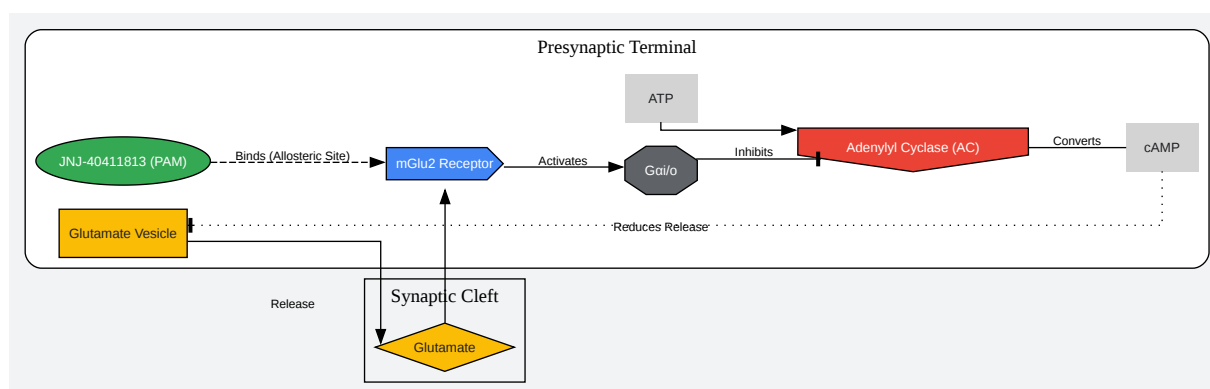 Presynaptic Terminal
ATP
JNJ-40411813 (PAM)
Binds (Allosteric Site)
mGlu2 Receptor
Activates
Gαi/o
Inhibits
Adenylyl Cyclase (AC)
Converts
cAMP
Glutamate Vesicle
Reduces Release
Release
Synaptic Cleft
Glutamate